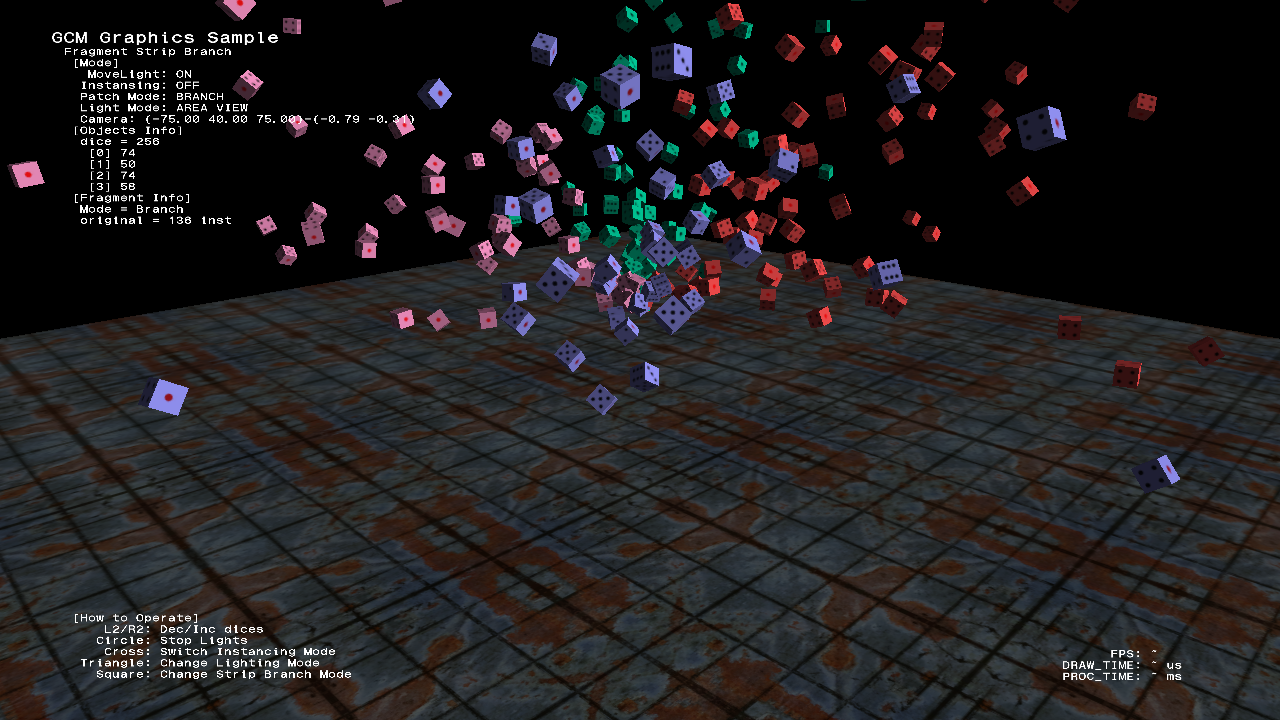 GCM Graphics Sample
Fragment Strip Branch
[Mode]
MoveLight: ON
Instansing: OFF
Patch Mode: BRANCH
Light Mode: AREA VIEW
Camera: (-75.00 40.00 75.00)-(-0.79 -0.31)
[Objects Info]
dice = 256
[0] 74
[1] 50
[2] 74
[3] 58
[Fragment Info]
Mode = Branch
original = 136 inst
[How to Operate]
L2/R2: Dec/Inc dices
Circle: Stop Lights
Cross: Switch Instancing Mode
Triangle: Change Lighting Mode
Square: Change Strip Branch Mode
FPS: ~
DRAW_TIME: ~ us
PROC_TIME: ~ ms